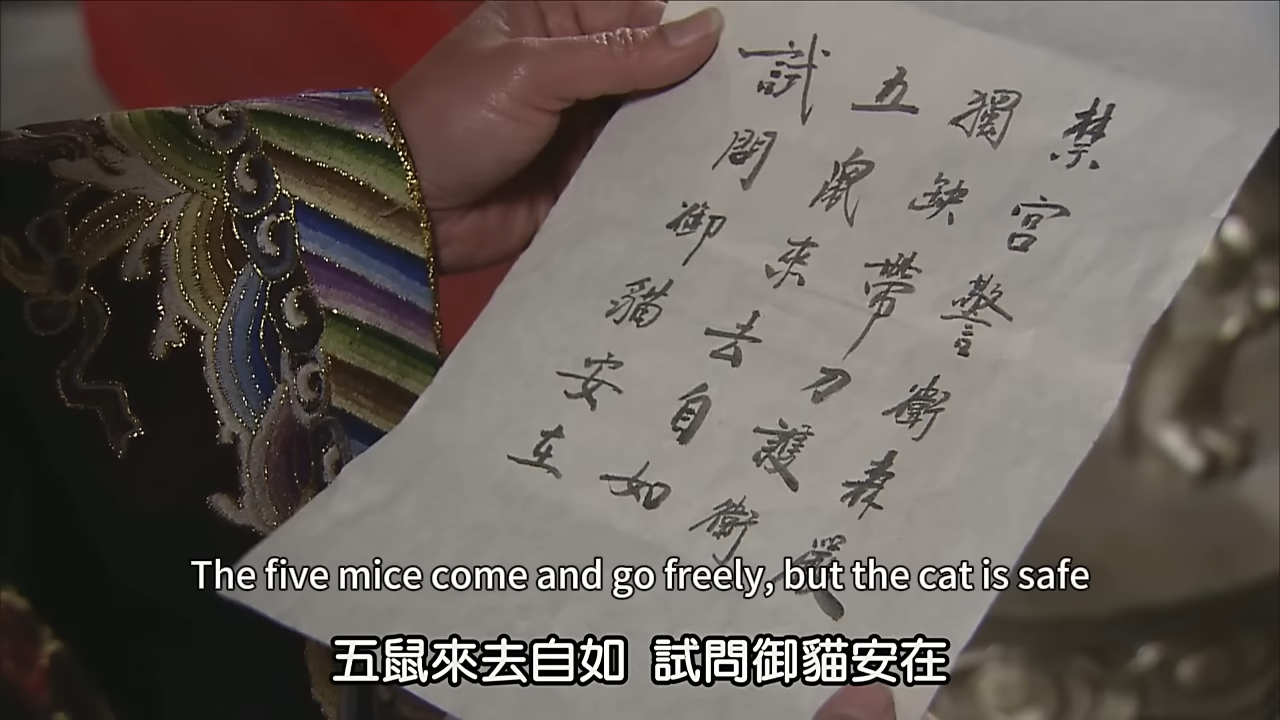 禁宮警衛森嚴
獨缺帶刀護衛
五鼠來去自如
試問御貓安在
The five mice come and go freely, but the cat is safe
五鼠來去自如 試問御貓安在